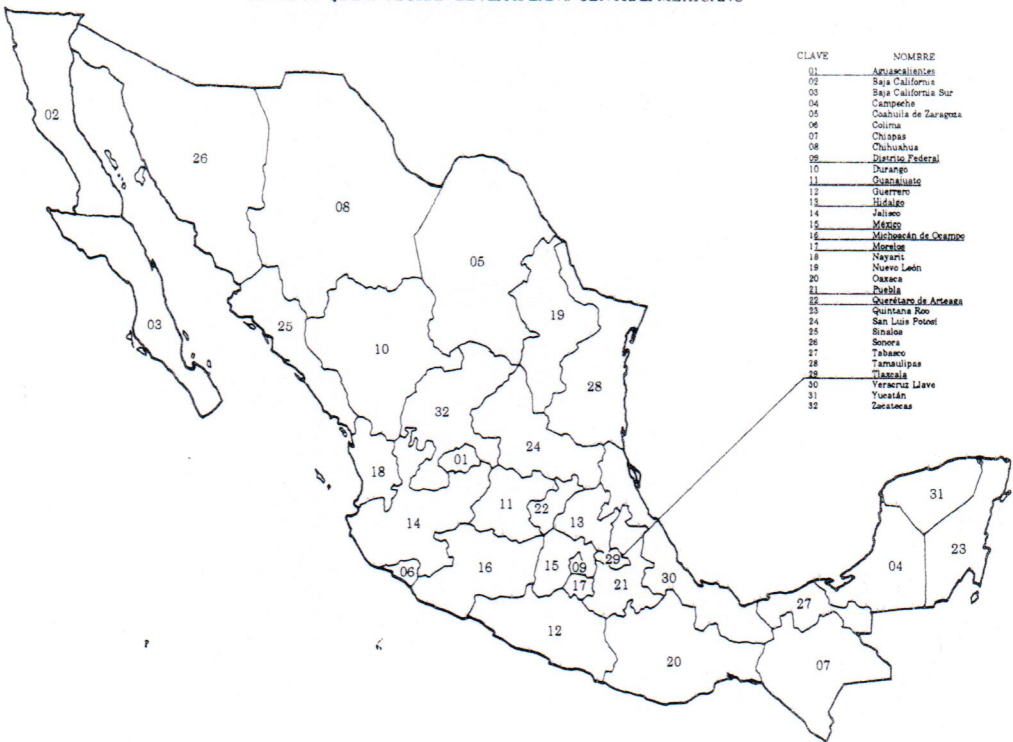 CLAVE NOMBRE
01 Aguascalientes
02 Baja California
03 Baja California Sur
04 Campeche
05 Coahuila de Zaragoza
06 Colima
07 Chiapas
08 Chihuahua
09 Distrito Federal
10 Durango
11 Guanajuato
12 Guerrero
13 Hidalgo
14 Jalisco
15 México
16 Michoacán de Ocampo
17 Morelos
18 Nayarit
19 Nuevo León
20 Oaxaca
21 Puebla
22 Querétaro de Arteaga
23 Quintana Roo
24 San Luis Potosí
25 Sinaloa
26 Sonora
27 Tabasco
28 Tamaulipas
29 Tlaxcala
30 Veracruz Llave
31 Yucatán
32 Zacatecas
02
26
08
05
03
25
19
10
28
32
24
01
18
31
11
22
14
13
23
29
06
16
15
09
04
17
21
30
27
12
20
07